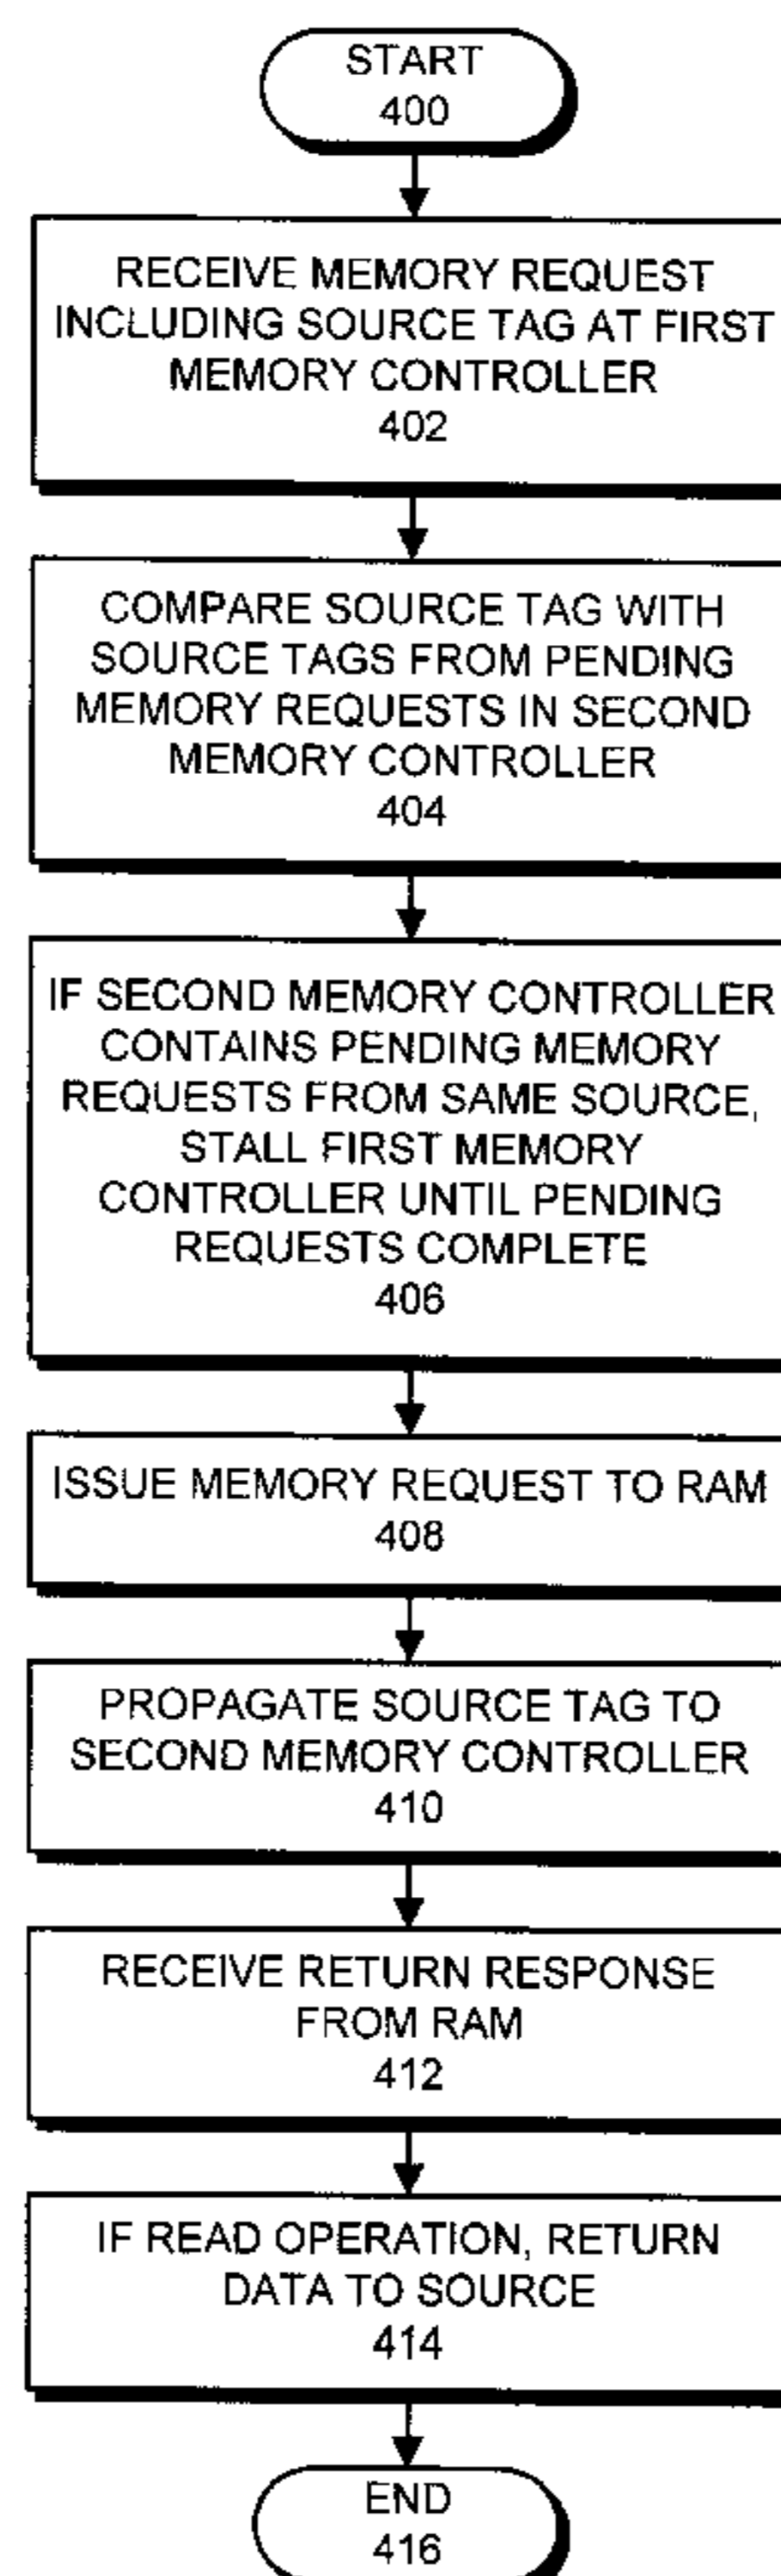 START
400
RECEIVE MEMORY REQUEST
INCLUDING SOURCE TAG AT FIRST
MEMORY CONTROLLER
402
COMPARE SOURCE TAG WITH
SOURCE TAGS FROM PENDING
MEMORY REQUESTS IN SECOND
MEMORY CONTROLLER
404
IF SECOND MEMORY CONTROLLER
CONTAINS PENDING MEMORY
REQUESTS FROM SAME SOURCE,
STALL FIRST MEMORY
CONTROLLER UNTIL PENDING
REQUESTS COMPLETE
406
ISSUE MEMORY REQUEST TO RAM
408
PROPAGATE SOURCE TAG TO
SECOND MEMORY CONTROLLER
410
RECEIVE RETURN RESPONSE
FROM RAM
412
IF READ OPERATION, RETURN
DATA TO SOURCE
414
END
416